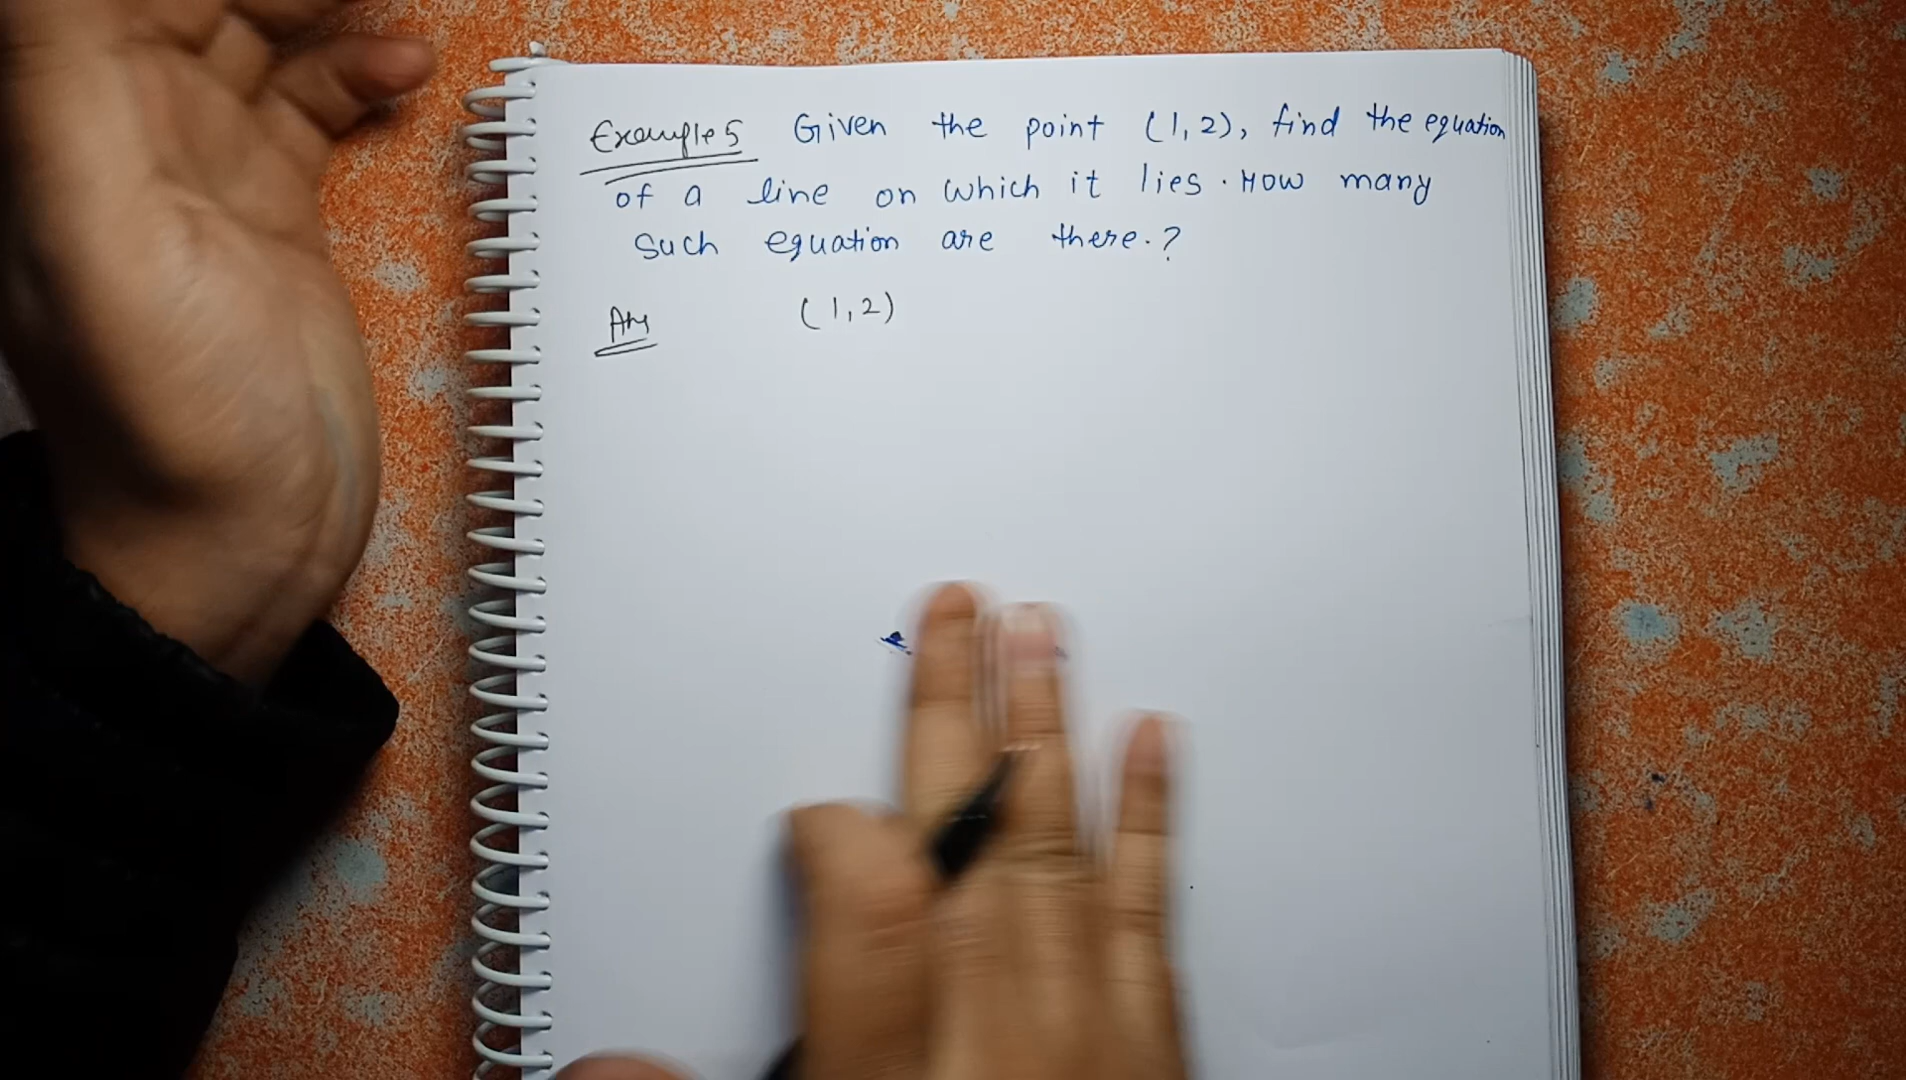 Example 5 Given the point (1,2), find the equation
of a line on which it lies. How many
such equation are there.?
Ans (1,2)